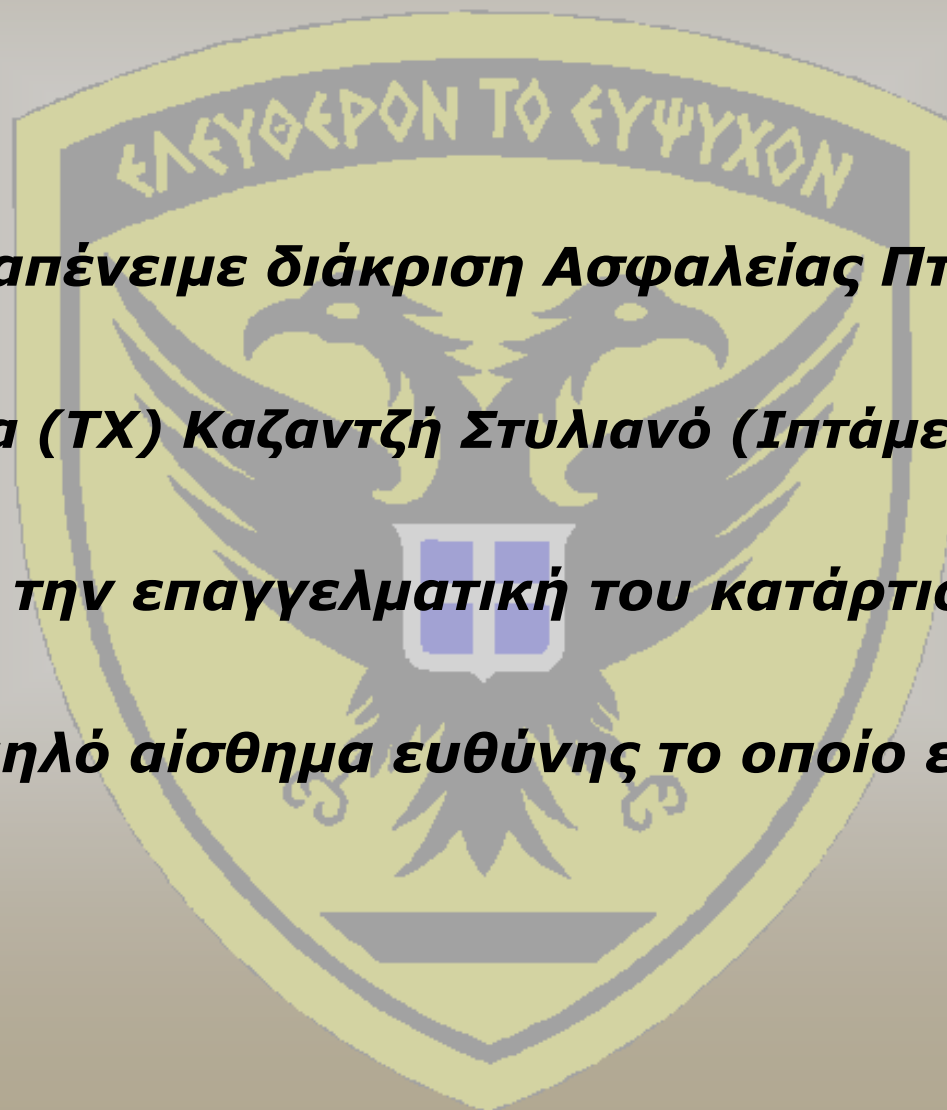 ΕΛΕΥΘΕΡΟΝ ΤΟ ΕΥΨΥΧΟΝ
απένειμε διάκριση Ασφαλείας Πτ
α (ΤΧ) Καζαντζή Στυλιανό (Ιπτάμε
την επαγγελματική του κατάρτισ
ηλό αίσθημα ευθύνης το οποίο ε